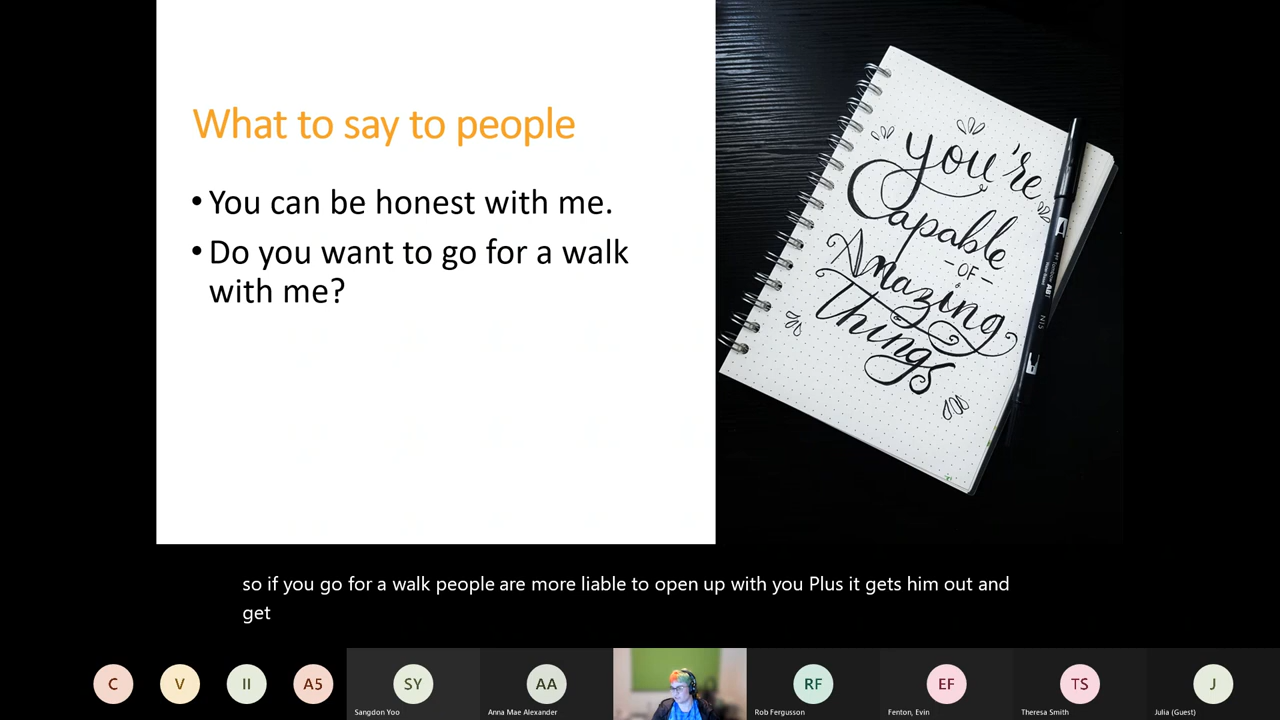 What to say to people
• You can be honest with me.
• Do you want to go for a walk
with me?
you're
Capable
- OF -
Amazing
Things
so if you go for a walk people are more liable to open up with you Plus it gets him out and
get
C
V
II
A5
SY
AA
RF
EF
TS
J
Sangdon Yoo
Anna Mae Alexander
Rob Fergusson
Fenton, Evin
Theresa Smith
Julia (Guest)